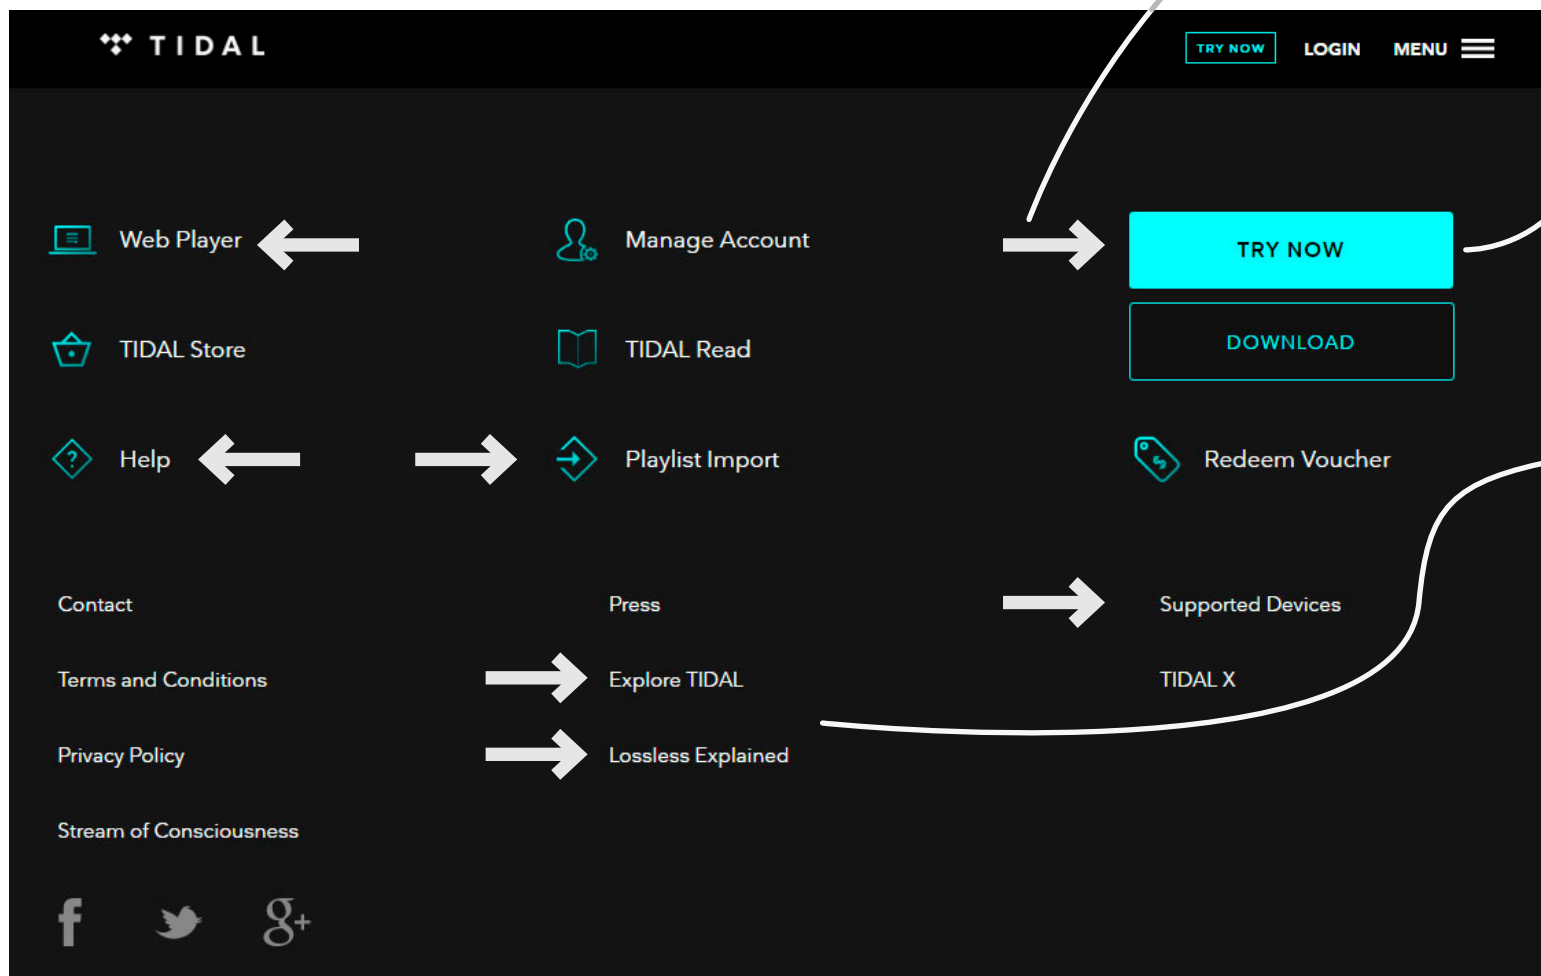 TIDAL
TRY NOW LOGIN MENU
Web Player Manage Account TRY NOW
TIDAL Store TIDAL Read DOWNLOAD
Help Playlist Import Redeem Voucher
Contact Press Supported Devices
Terms and Conditions Explore TIDAL TIDAL X
Privacy Policy Lossless Explained
Stream of Consciousness
f g+